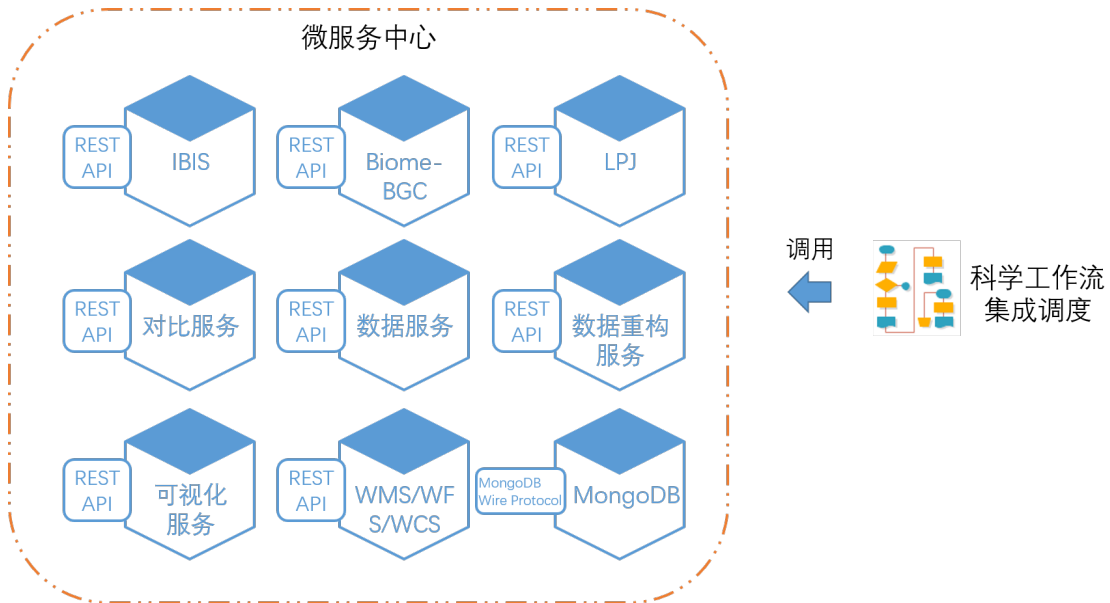 微服务中心
REST
API
IBIS
REST
API
Biome-
BGC
REST
API
LPJ
REST
API
对比服务
REST
API
数据服务
REST
API
数据重构
服务
REST
API
可视化
服务
REST
API
WMS/WF
S/WCS
MongoDB
Wire Protocol
MongoDB
调用
科学工作流
集成调度